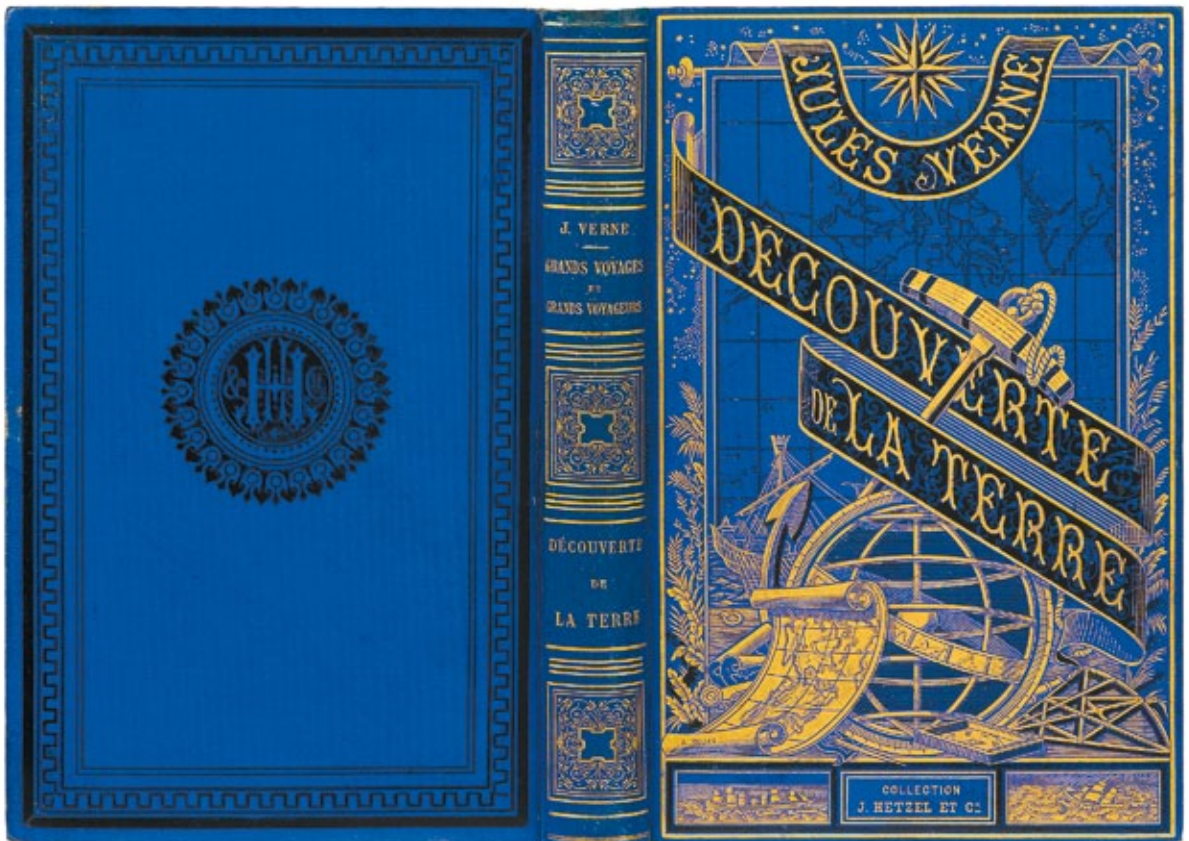 J. VERNE
GRANDS VOYAGES
ET
GRANDS VOYAGEURS
DÉCOUVERTE
DE
LA TERRE
JULES VERNE
DECOUVERTE
DE LA TERRE
COLLECTION
J. HETZEL ET Cie